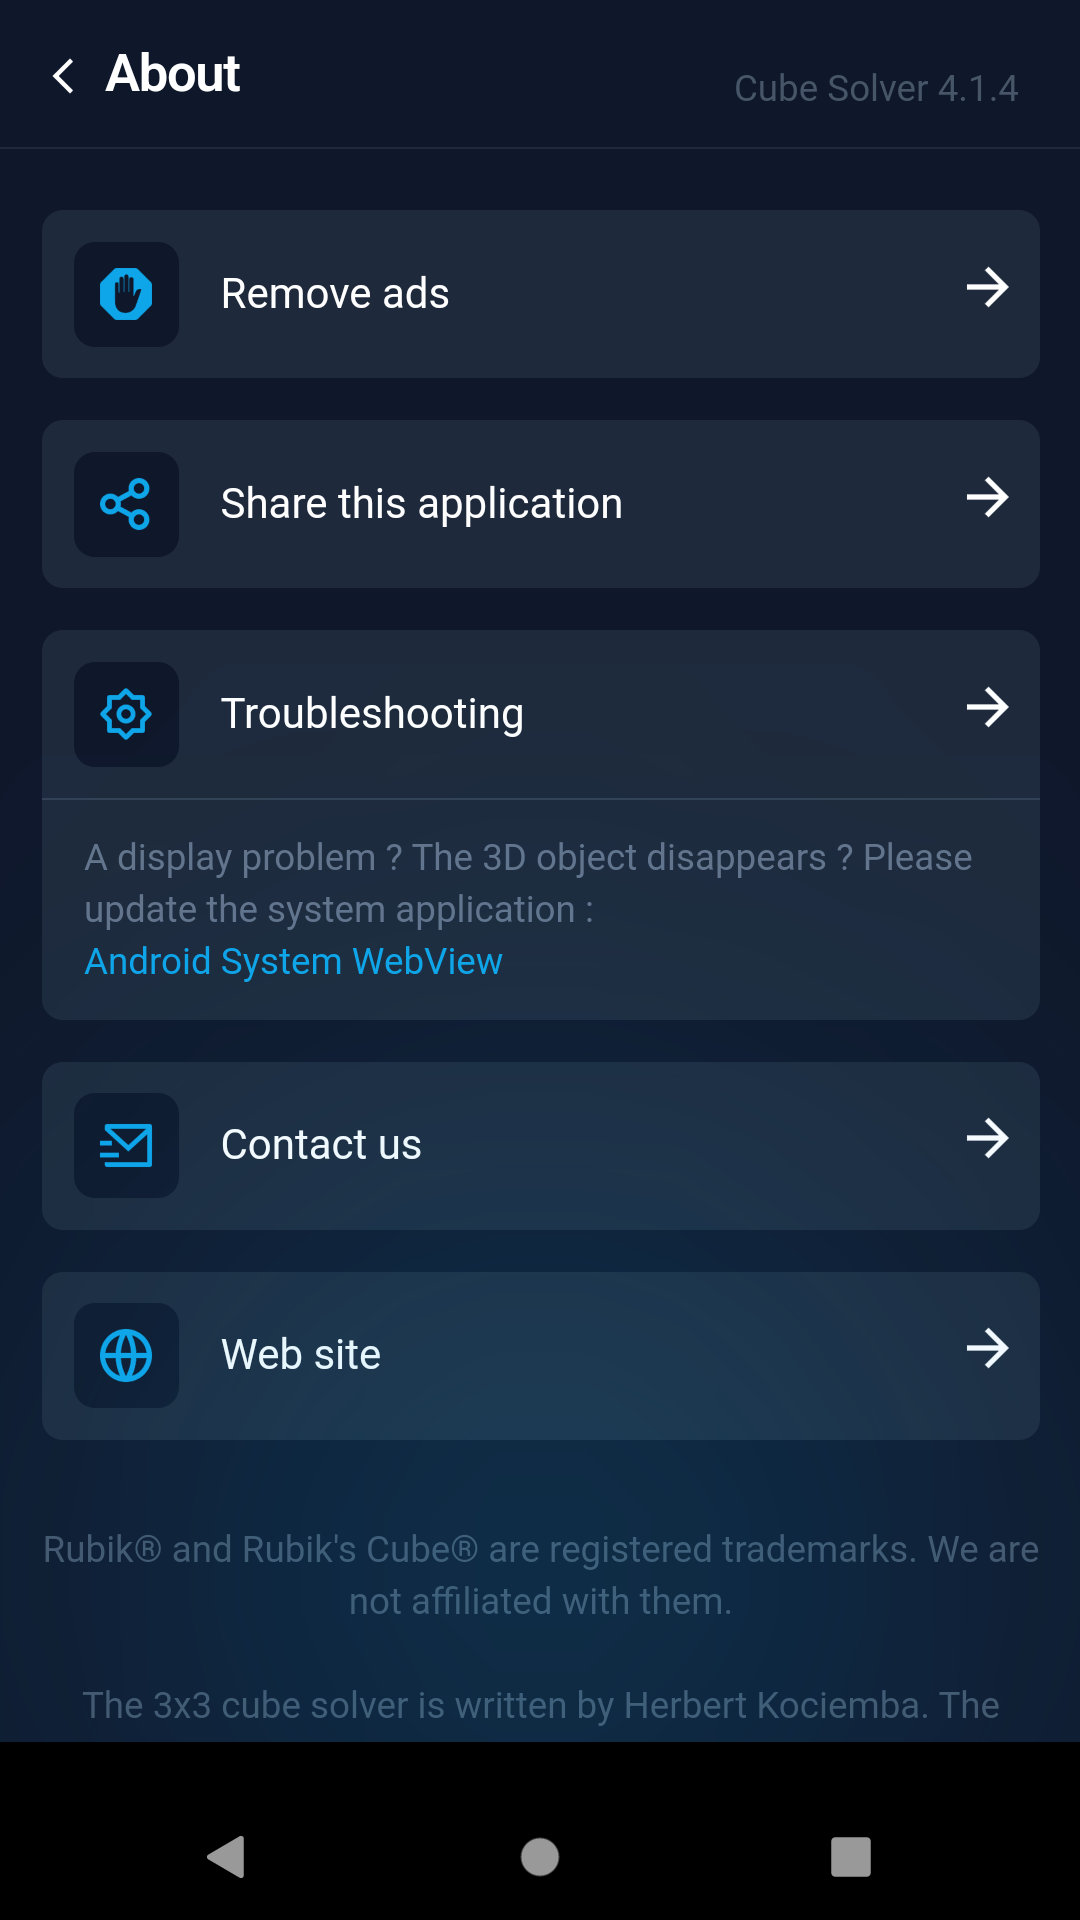 About
Cube Solver 4.1.4
Remove ads
Share this application
Troubleshooting
A display problem ? The 3D object disappears ? Please
update the system application :
Android System WebView
Contact us
Web site
Rubik® and Rubik's Cube® are registered trademarks. We are
not affiliated with them.
The 3x3 cube solver is written by Herbert Kociemba. The